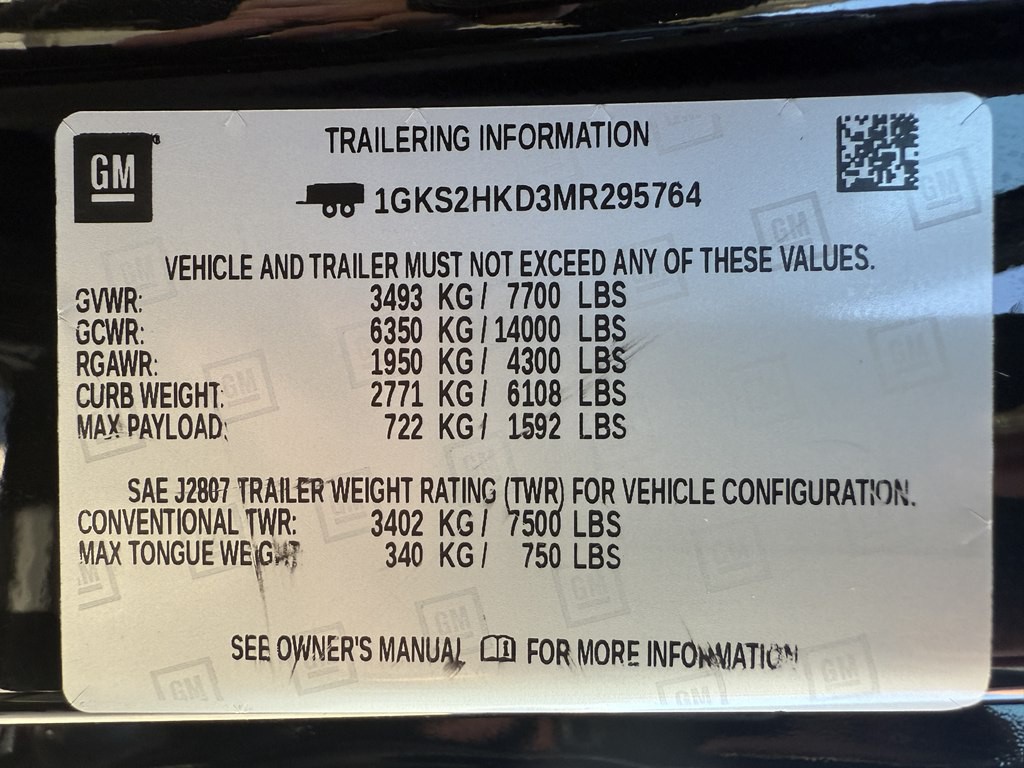 GM
TRAILERING INFORMATION
1GKS2HKD3MR295764
VEHICLE AND TRAILER MUST NOT EXCEED ANY OF THESE VALUES.
GVWR: 3493 KG / 7700 LBS
GCWR: 6350 KG / 14000 LBS
RGAWR: 1950 KG / 4300 LBS
CURB WEIGHT: 2771 KG / 6108 LBS
MAX PAYLOAD: 722 KG / 1592 LBS
SAE J2807 TRAILER WEIGHT RATING (TWR) FOR VEHICLE CONFIGURATION.
CONVENTIONAL TWR: 3402 KG / 7500 LBS
MAX TONGUE WEIGHT 340 KG / 750 LBS
SEE OWNER'S MANUAL FOR MORE INFORMATION